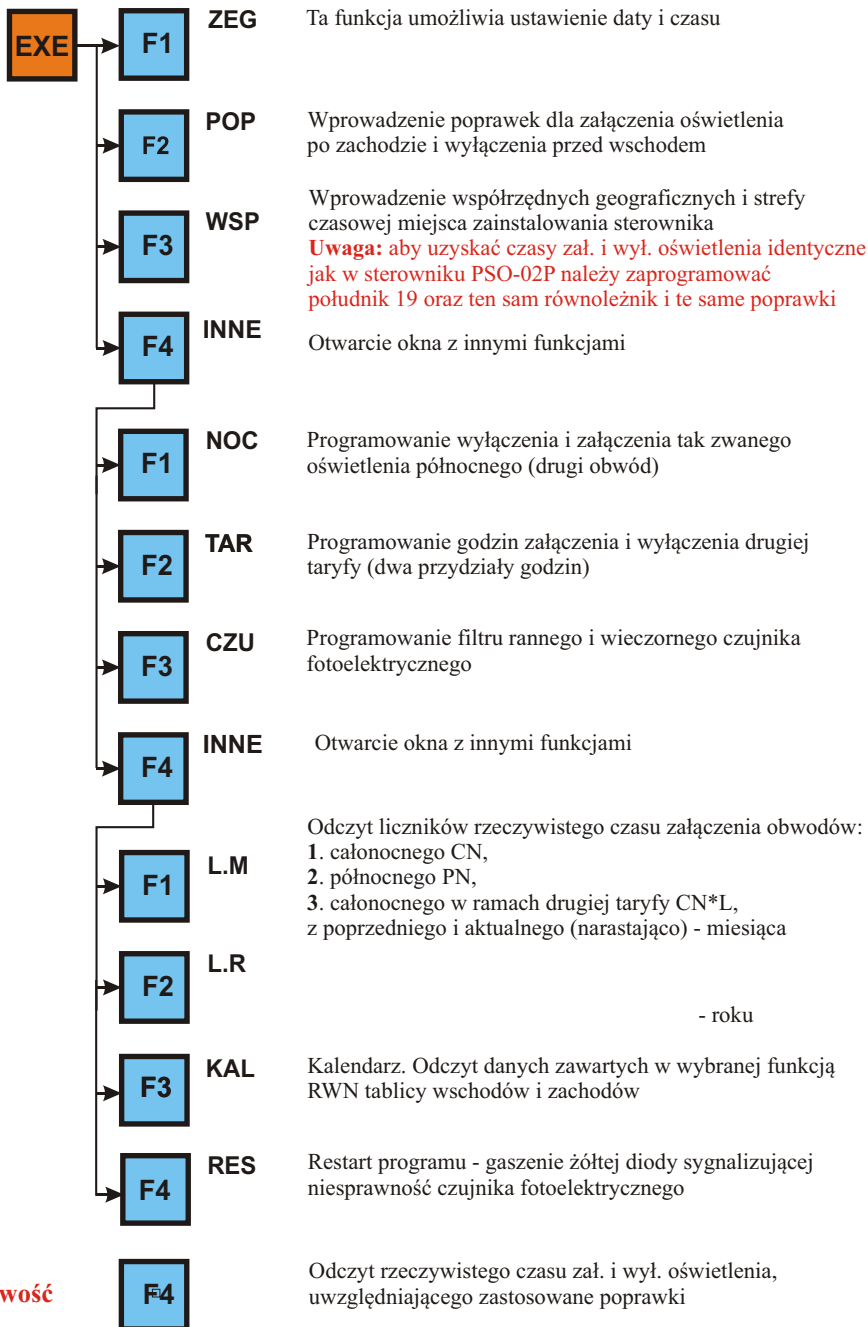 EXE
F1
ZEG
Ta funkcja umożliwia ustawienie daty i czasu
F2
POP
Wprowadzenie poprawek dla załączenia oświetlenia
po zachodzie i wyłączenia przed wschodem
F3
WSP
Wprowadzenie współrzędnych geograficznych i strefy
czasowej miejsca zainstalowania sterownika
Uwaga: aby uzyskać czasy zał. i wył. oświetlenia identyczne
jak w sterowniku PSO-02P należy zaprogramować
południk 19 oraz ten sam równoleżnik i te same poprawki
F4
INNE
Otwarcie okna z innymi funkcjami
F1
NOC
Programowanie wyłączenia i załączenia tak zwanego
oświetlenia północnego (drugi obwód)
F2
TAR
Programowanie godzin załączenia i wyłączenia drugiej
taryfy (dwa przydziały godzin)
F3
CZU
Programowanie filtru rannego i wieczornego czujnika
fotoelektrycznego
F4
INNE
Otwarcie okna z innymi funkcjami
F1
L.M
Odczyt liczników rzeczywistego czasu załączenia obwodów:
1. całonocnego CN,
2. północnego PN,
3. całonocnego w ramach drugiej taryfy CN*L,
z poprzedniego i aktualnego (narastająco) - miesiąca
F2
L.R
- roku
F3
KAL
Kalendarz. Odczyt danych zawartych w wybranej funkcją
RWN tablicy wschodów i zachodów
F4
RES
Restart programu - gaszenie żółtej diody sygnalizującej
niesprawność czujnika fotoelektrycznego
wość
F4
Odczyt rzeczywistego czasu zał. i wył. oświetlenia,
uwzględniającego zastosowane poprawki